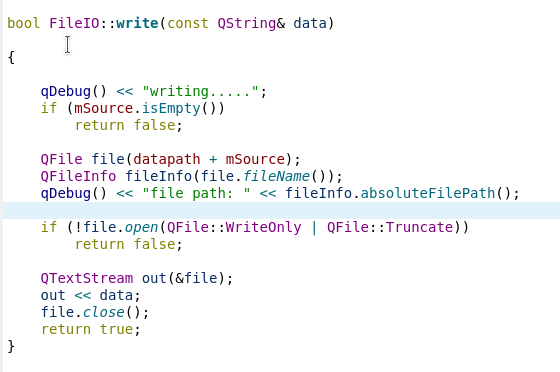 bool FileIO::write(const QString& data)
{
qDebug() << "writing.....";
if (mSource.isEmpty())
return false;
QFile file(datapath + mSource);
QFileInfo fileInfo(file.fileName());
qDebug() << "file path: " << fileInfo.absoluteFilePath();
if (!file.open(QFile::WriteOnly | QFile::Truncate))
return false;
QTextStream out(&file);
out << data;
file.close();
return true;
}